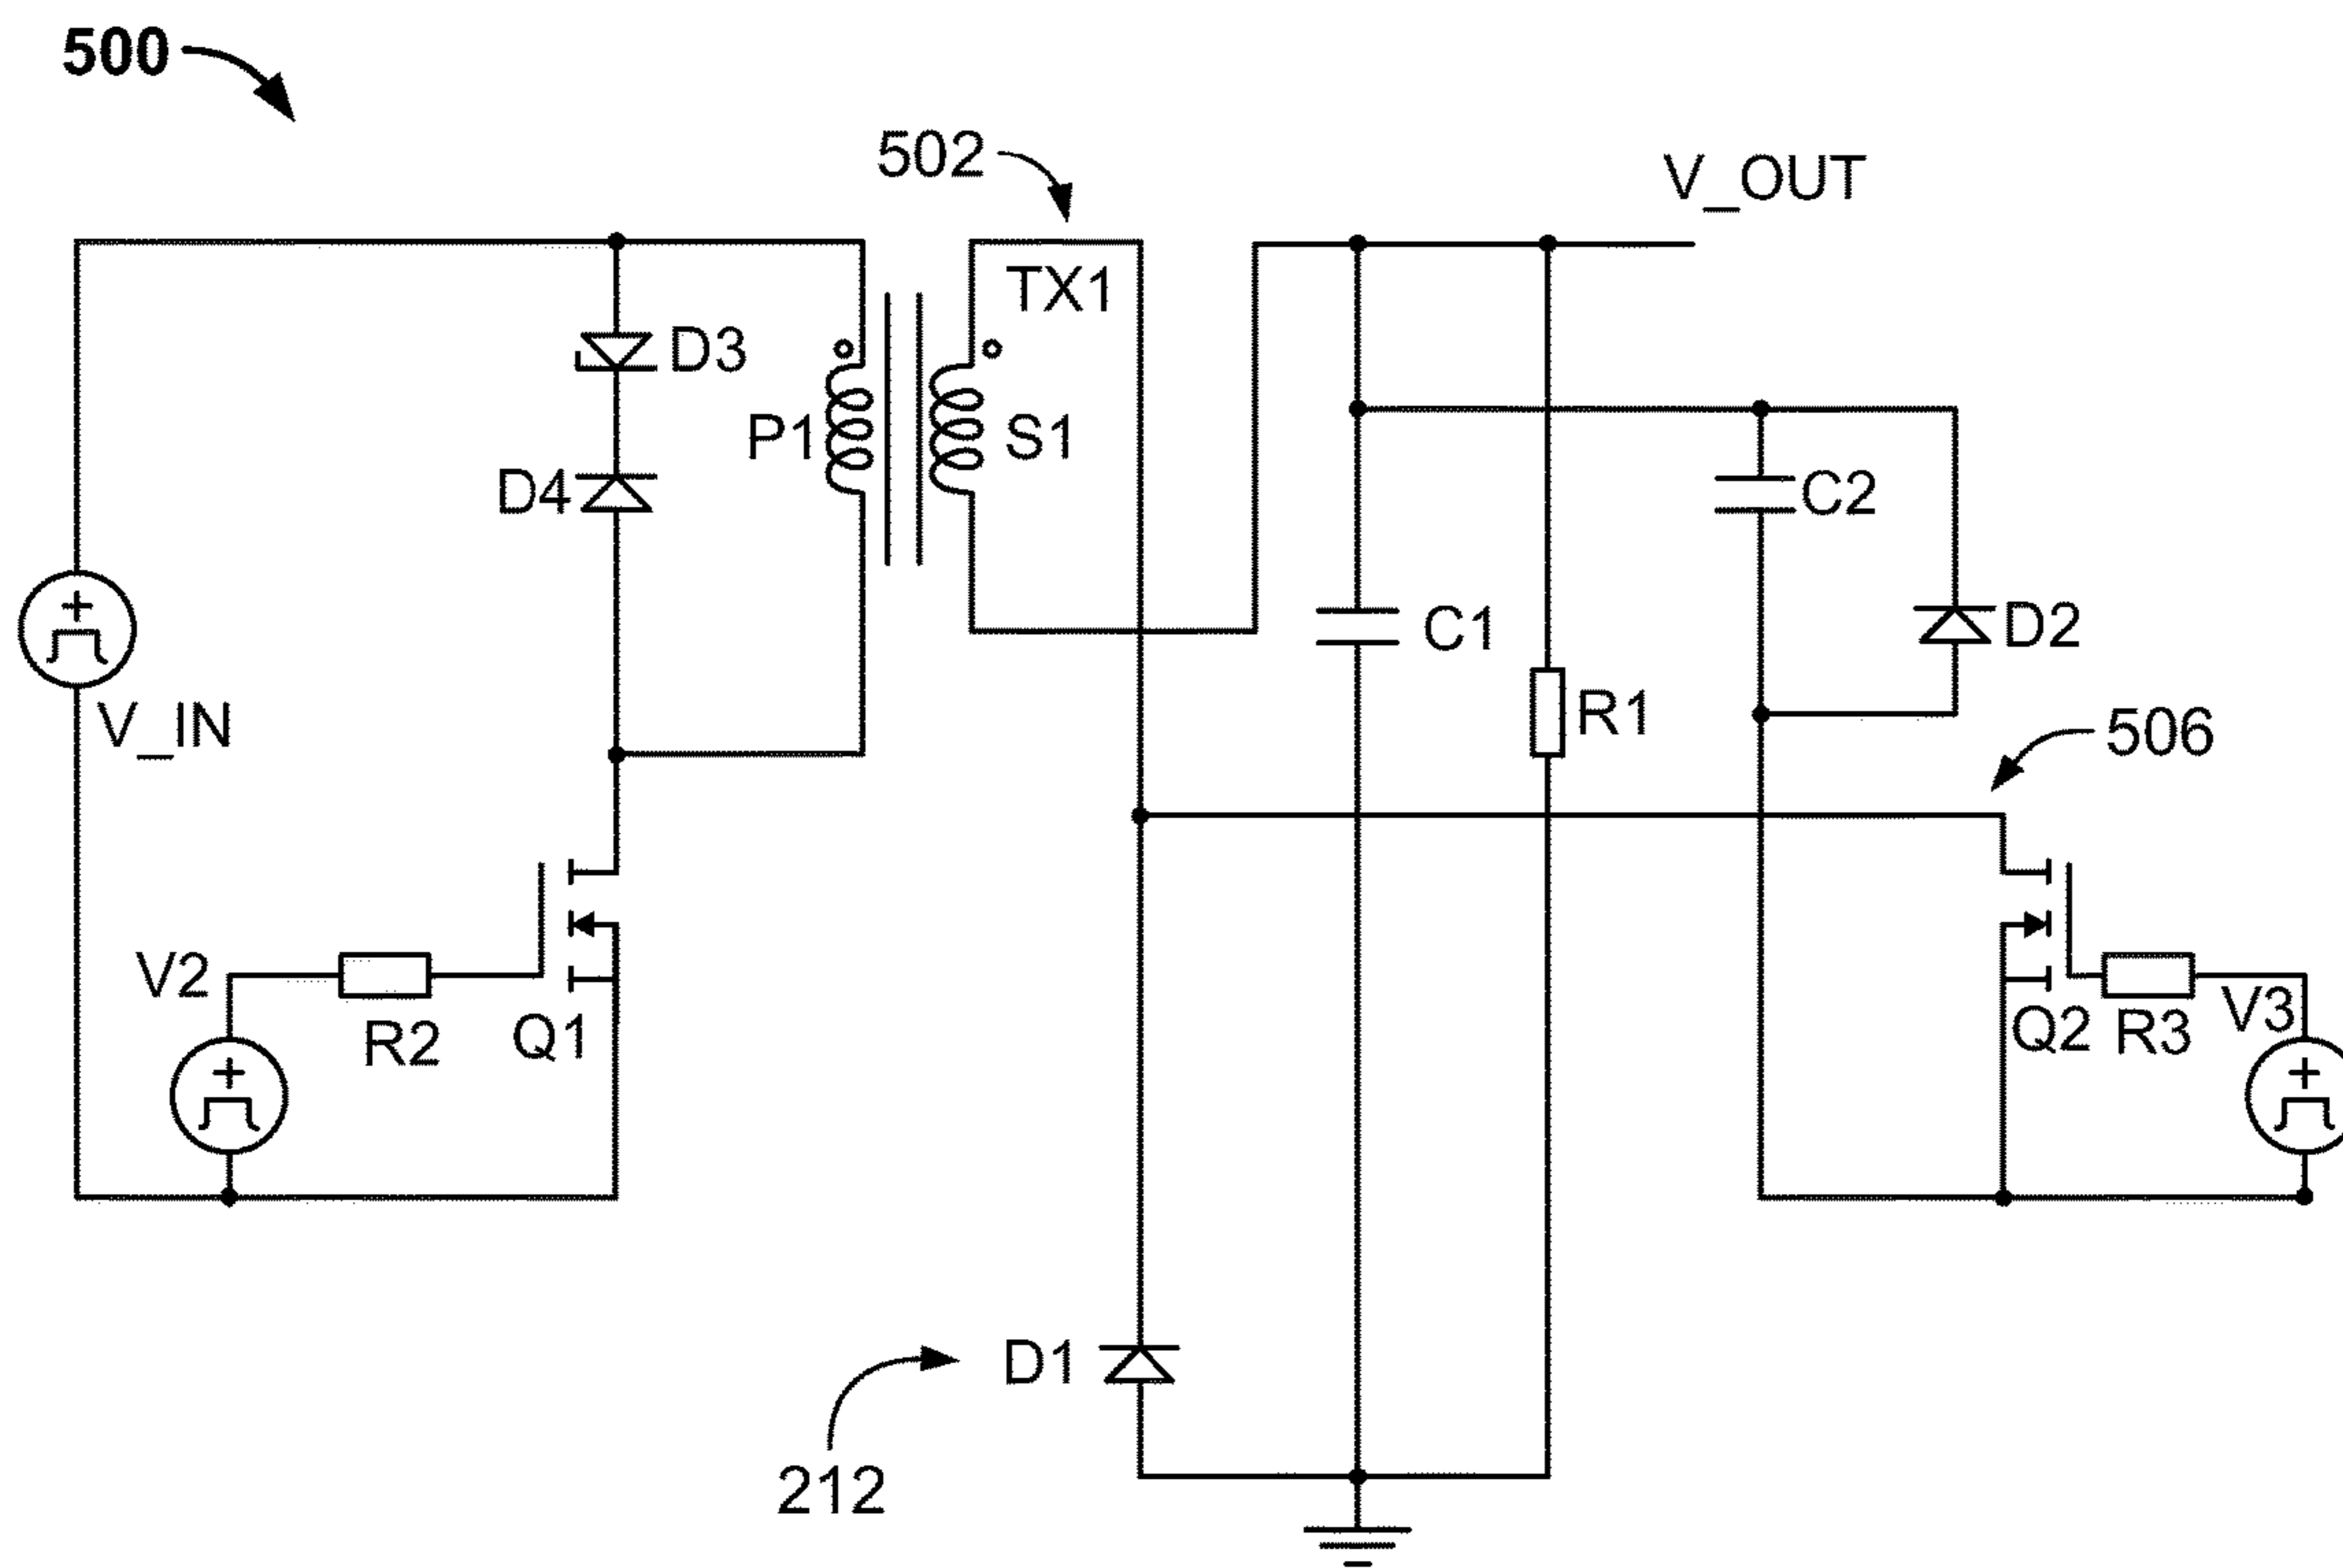 500
502
V_OUT
TX1
D3
P1
S1
D4
C2
C1
D2
R1
V_IN
506
V2
R2
Q1
Q2
R3
V3
D1
212